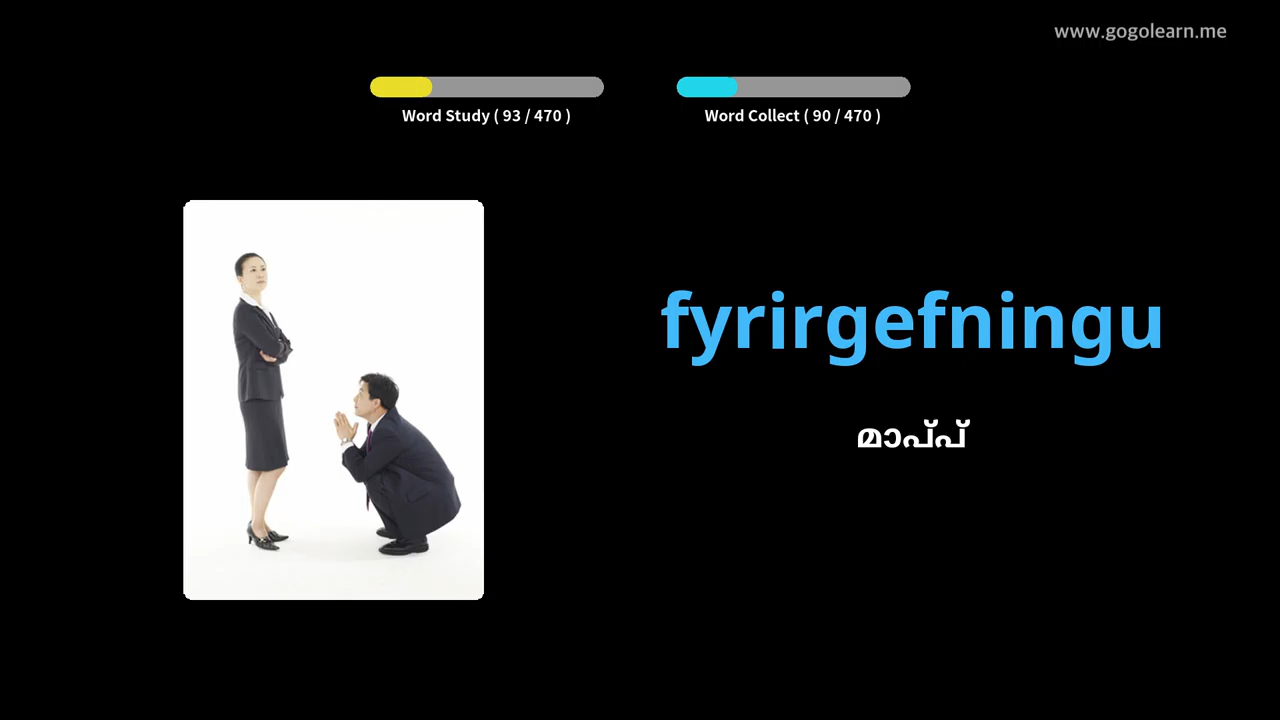 www.gogolearn.me
Word Study ( 93 / 470 )
Word Collect ( 90 / 470 )
fyrirgefningu
മാപ്പ്